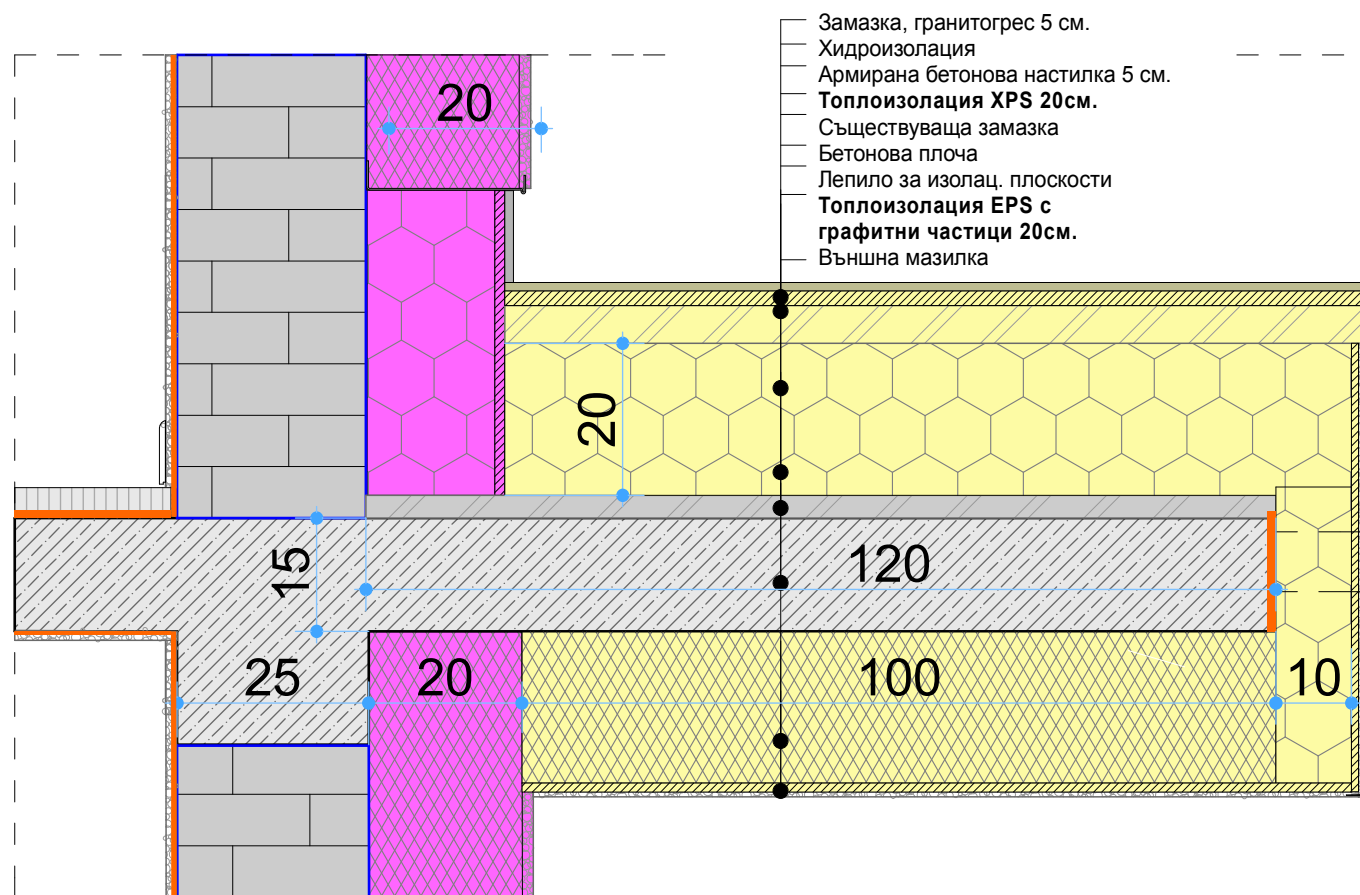 Замазка, гранитогрес 5 см.
Хидроизолация
Армирана бетонова настилка 5 см.
Топлоизолация XPS 20см.
Съществуваща замазка
Бетонова плоча
Лепило за изолац. плоскости
Топлоизолация EPS с
графитни частици 20см.
Външна мазилка
20
20
15
120
25
20
100
10